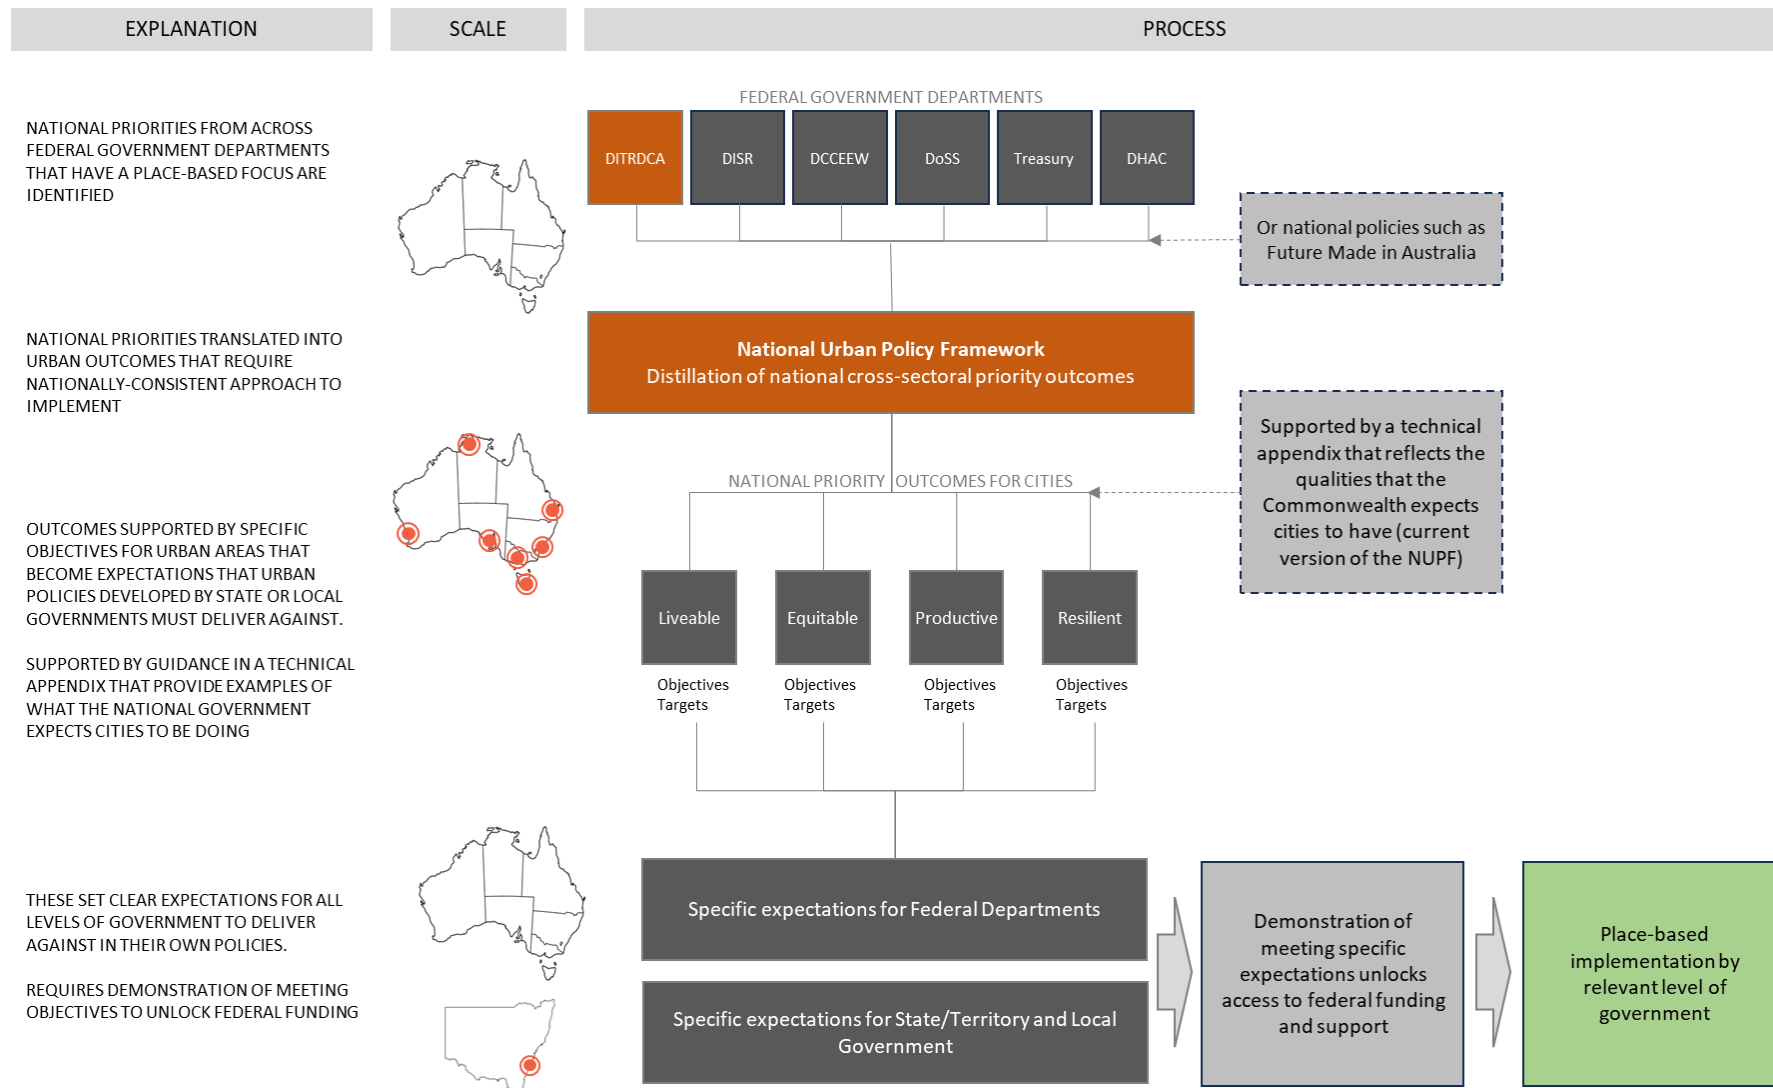 EXPLANATION
SCALE
PROCESS
NATIONAL PRIORITIES FROM ACROSS
FEDERAL GOVERNMENT DEPARTMENTS
THAT HAVE A PLACE-BASED FOCUS ARE
IDENTIFIED
FEDERAL GOVERNMENT DEPARTMENTS
DITRDCA
DISR
DCCEEW
DoSS
Treasury
DHAC
Or national policies such as
Future Made in Australia
NATIONAL PRIORITIES TRANSLATED INTO
URBAN OUTCOMES THAT REQUIRE
NATIONALLY-CONSISTENT APPROACH TO
IMPLEMENT
National Urban Policy Framework
Distillation of national cross-sectoral priority outcomes
Supported by a technical
appendix that reflects the
qualities that the
Commonwealth expects
cities to have (current
version of the NUPF)
NATIONAL PRIORITY OUTCOMES FOR CITIES
OUTCOMES SUPPORTED BY SPECIFIC
OBJECTIVES FOR URBAN AREAS THAT
BECOME EXPECTATIONS THAT URBAN
POLICIES DEVELOPED BY STATE OR LOCAL
GOVERNMENTS MUST DELIVER AGAINST.
SUPPORTED BY GUIDANCE IN A TECHNICAL
APPENDIX THAT PROVIDE EXAMPLES OF
WHAT THE NATIONAL GOVERNMENT
EXPECTS CITIES TO BE DOING
Liveable
Equitable
Productive
Resilient
Objectives
Targets
Objectives
Targets
Objectives
Targets
Objectives
Targets
THESE SET CLEAR EXPECTATIONS FOR ALL
LEVELS OF GOVERNMENT TO DELIVER
AGAINST IN THEIR OWN POLICIES.
REQUIRES DEMONSTRATION OF MEETING
OBJECTIVES TO UNLOCK FEDERAL FUNDING
Specific expectations for Federal Departments
Specific expectations for State/Territory and Local
Government
Demonstration of
meeting specific
expectations unlocks
access to federal funding
and support
Place-based
implementation by
relevant level of
government